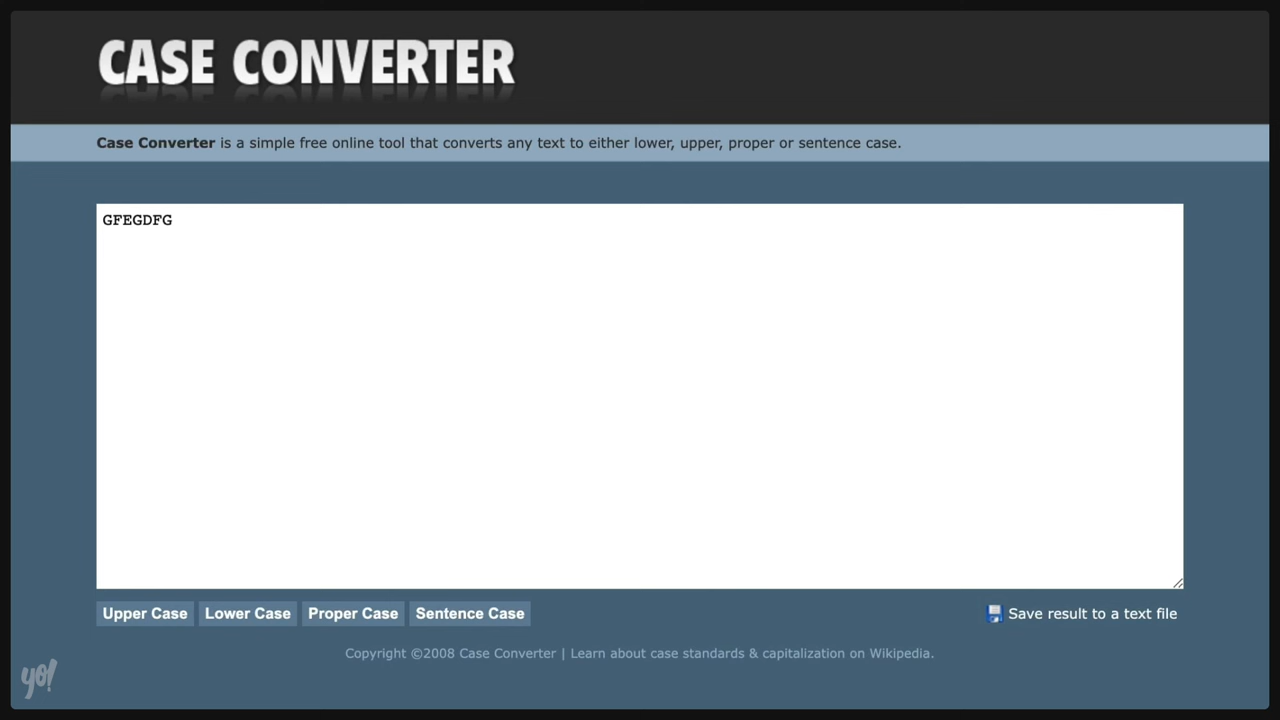 CASE CONVERTER
Case Converter is a simple free online tool that converts any text to either lower, upper, proper or sentence case.
GFEGDFG
Upper Case Lower Case Proper Case Sentence Case Save result to a text file
Copyright ©2008 Case Converter | Learn about case standards & capitalization on Wikipedia.
yo!